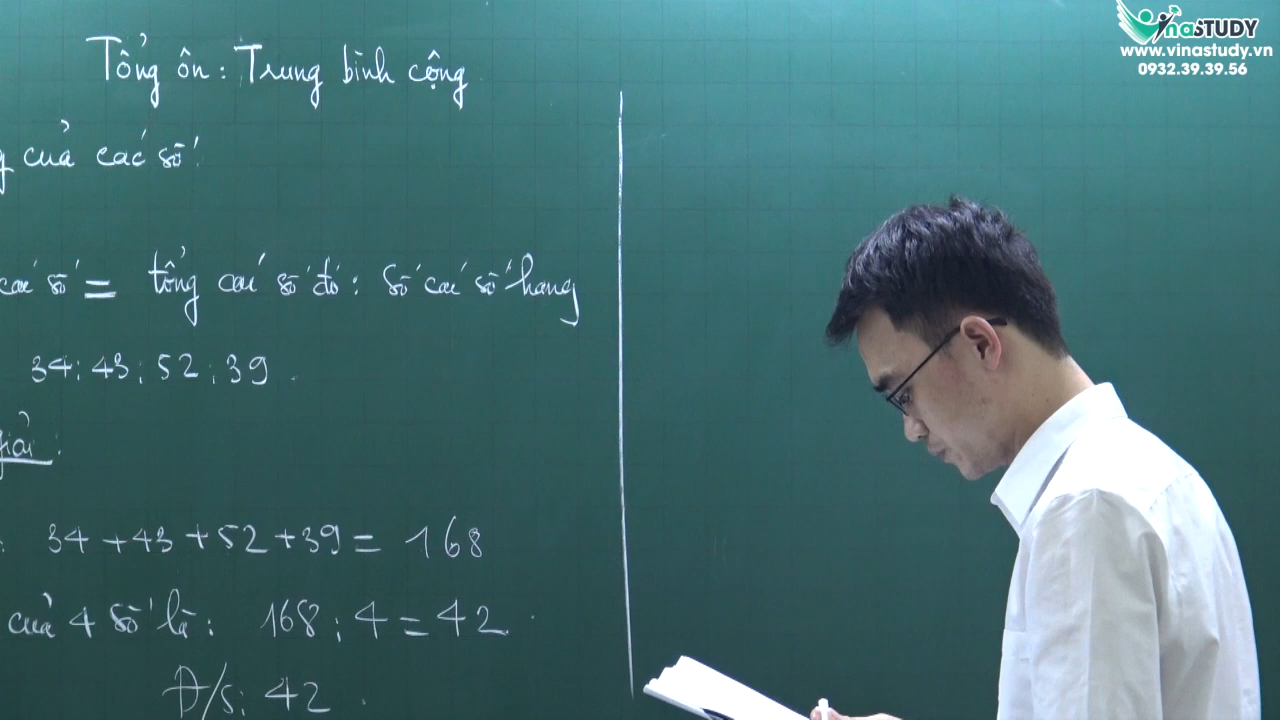 Tổng ôn: Trung bình cộng
của các số
các số = tổng các số đó: số các số hạng
34; 43; 52; 39.
giải:
34 + 43 + 52 + 39 = 168
của 4 số là: 168 : 4 = 42.
Đ/s: 42.
VinaSTUDY
www.vinastudy.vn
0932.39.39.56